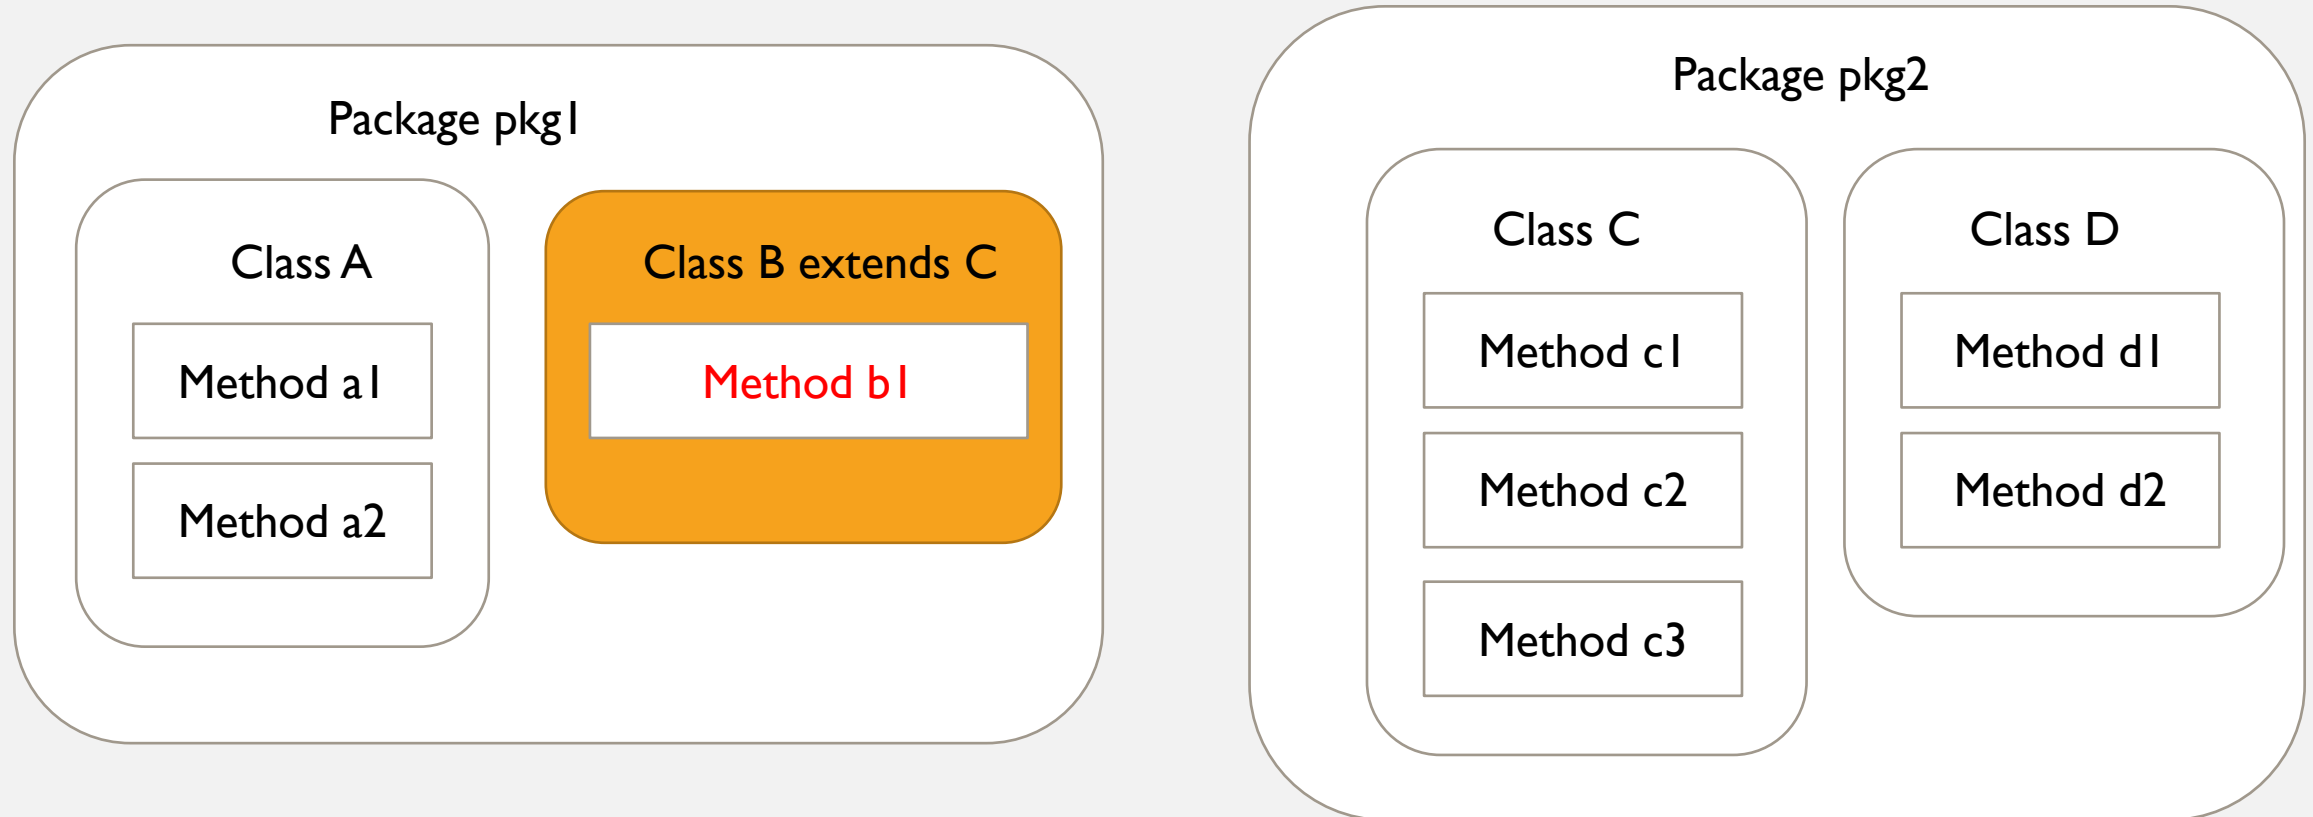 Package pkg1
Class A
Method a1
Method a2
Class B extends C
Method b1
Package pkg2
Class C
Method c1
Method c2
Method c3
Class D
Method d1
Method d2